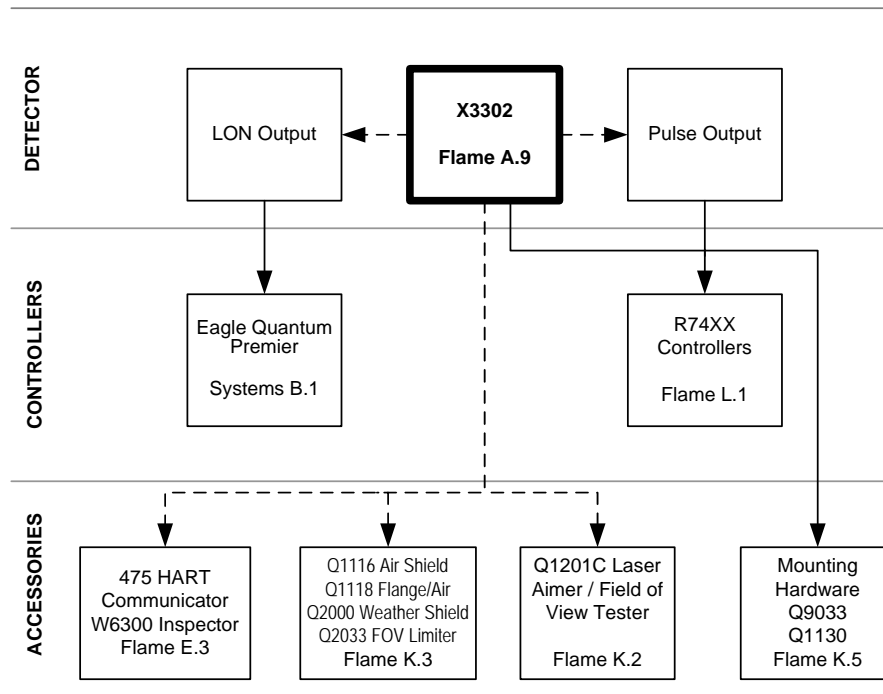 DETECTOR
LON Output
X3302
Flame A.9
Pulse Output
CONTROLLERS
Eagle Quantum
Premier
Systems B.1
R74XX
Controllers
Flame L.1
ACCESSORIES
475 HART
Communicator
W6300 Inspector
Flame E.3
Q1116 Air Shield
Q1118 Flange/Air
Q2000 Weather Shield
Q2033 FOV Limiter
Flame K.3
Q1201C Laser
Aimer / Field of
View Tester
Flame K.2
Mounting
Hardware
Q9033
Q1130
Flame K.5